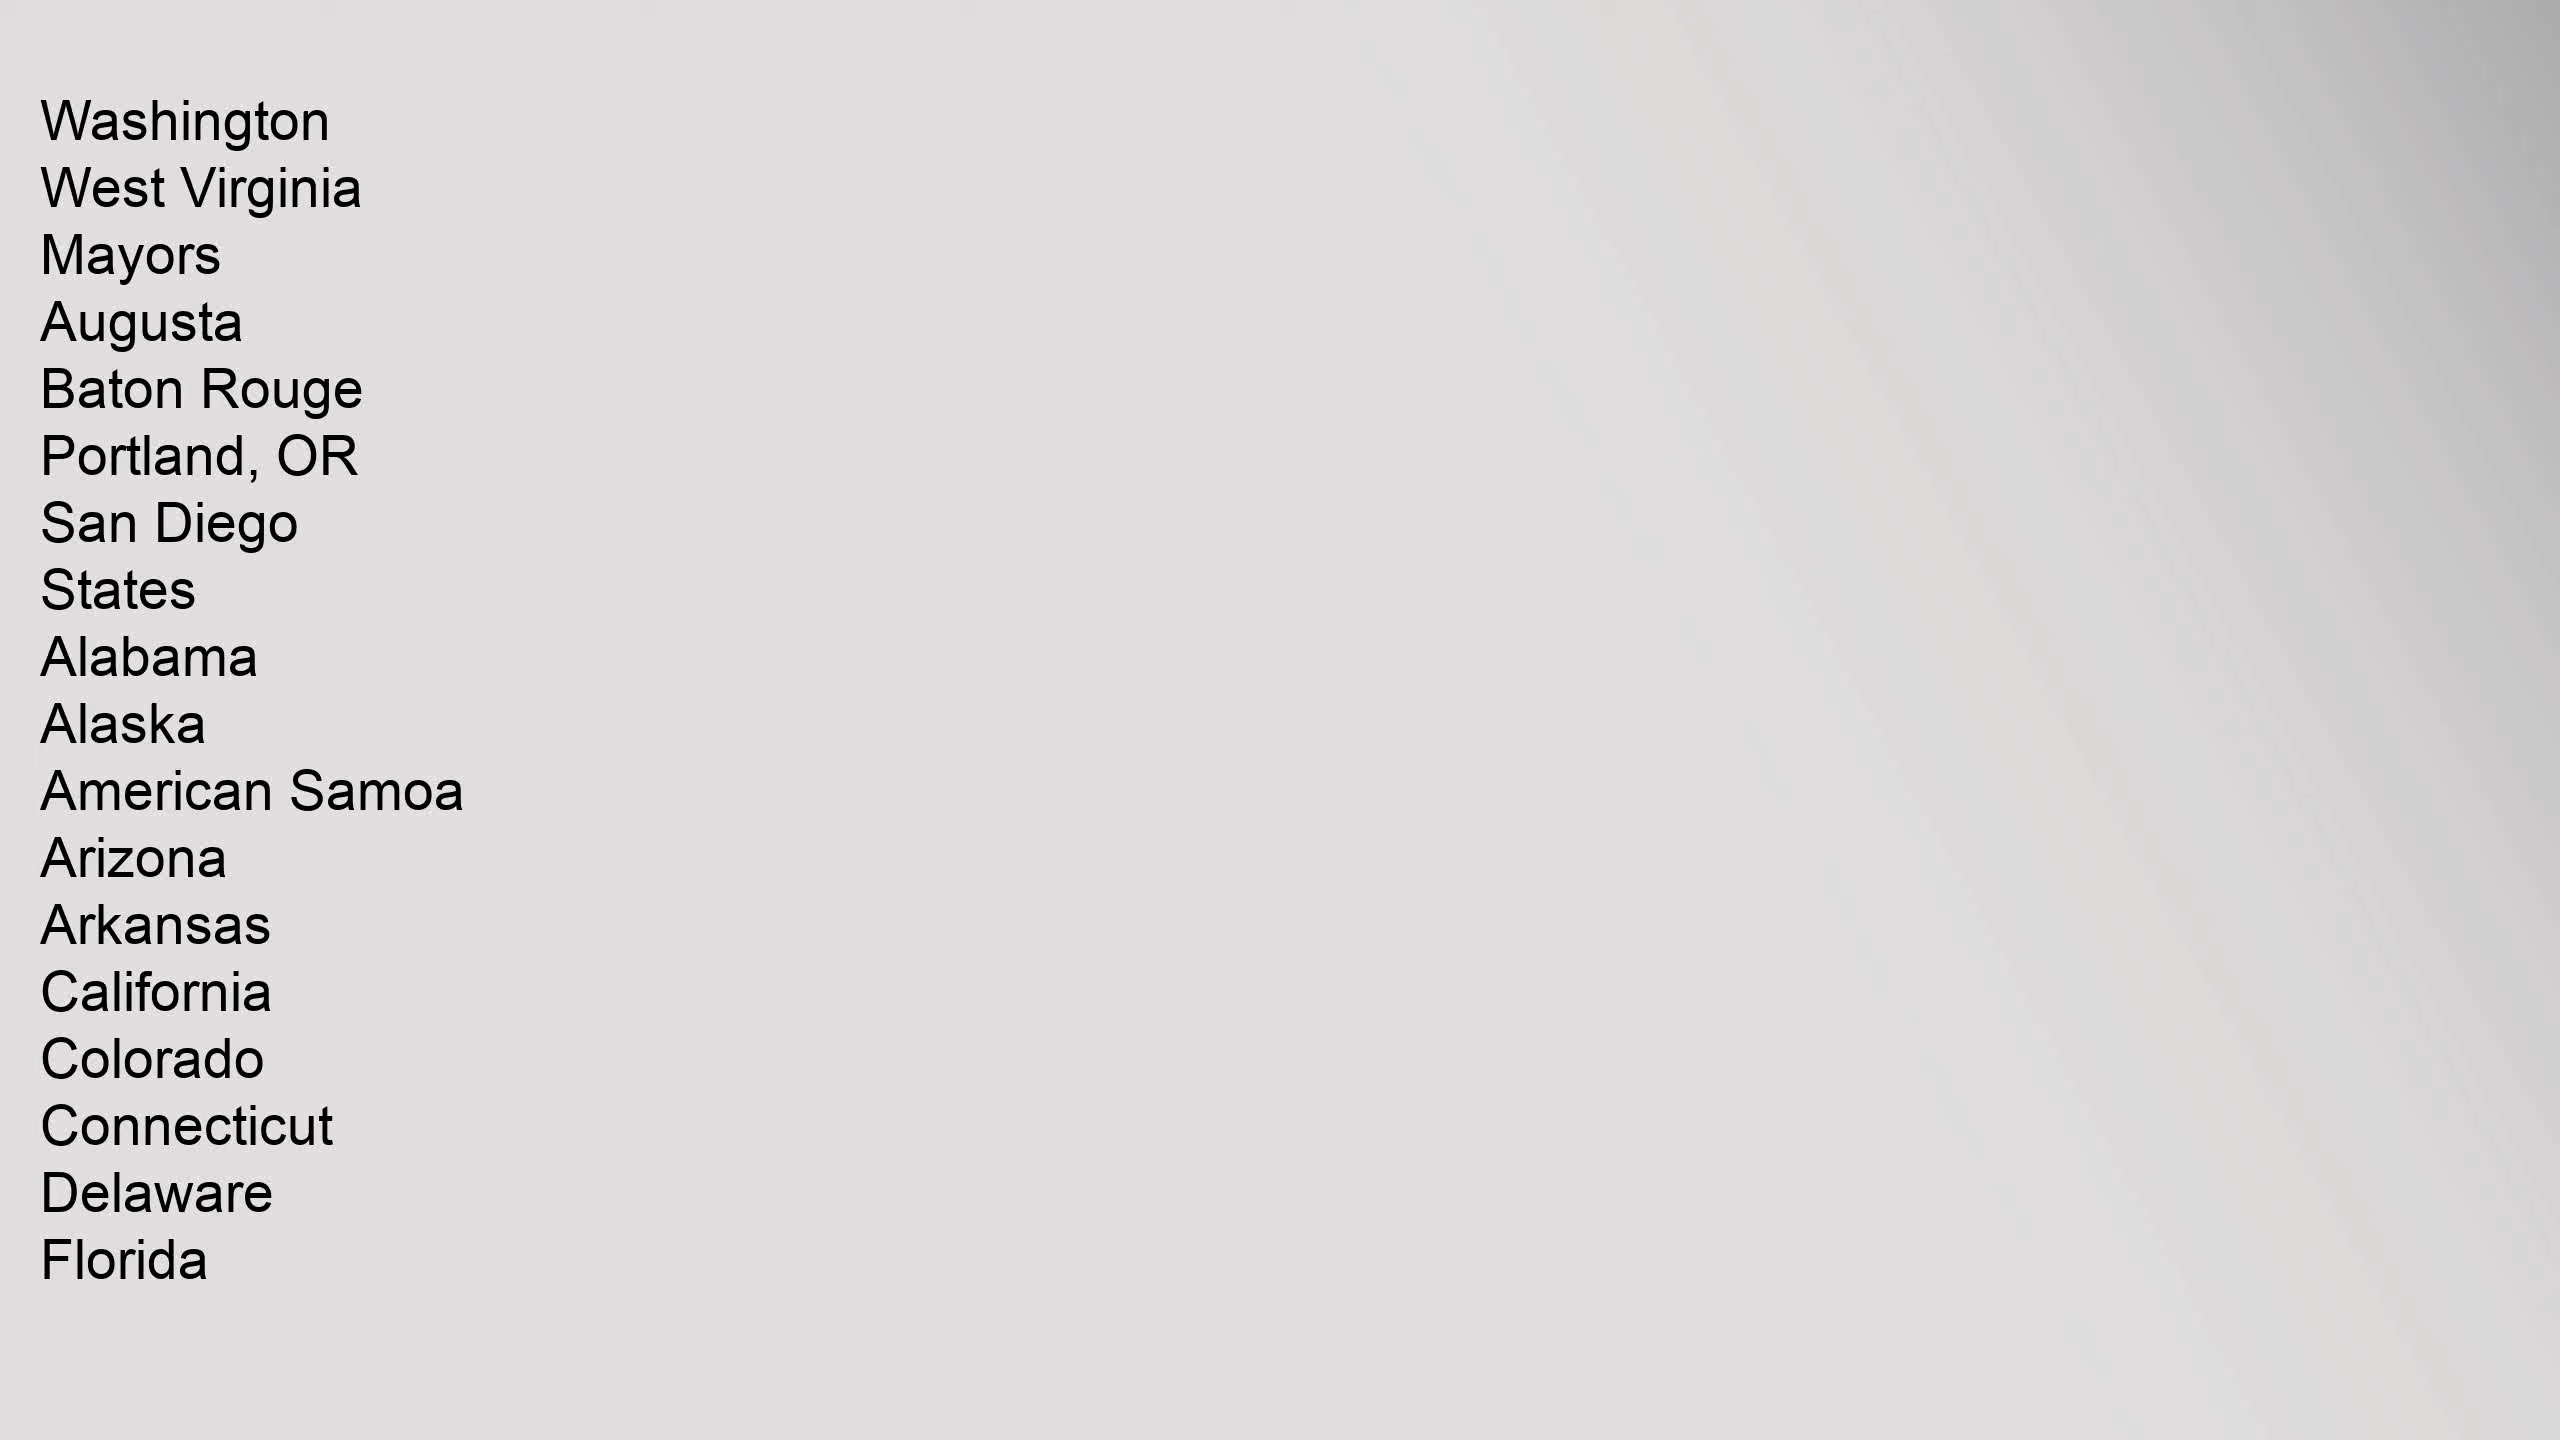 Washington
West Virginia
Mayors
Augusta
Baton Rouge
Portland, OR
San Diego
States
Alabama
Alaska
American Samoa
Arizona
Arkansas
California
Colorado
Connecticut
Delaware
Florida